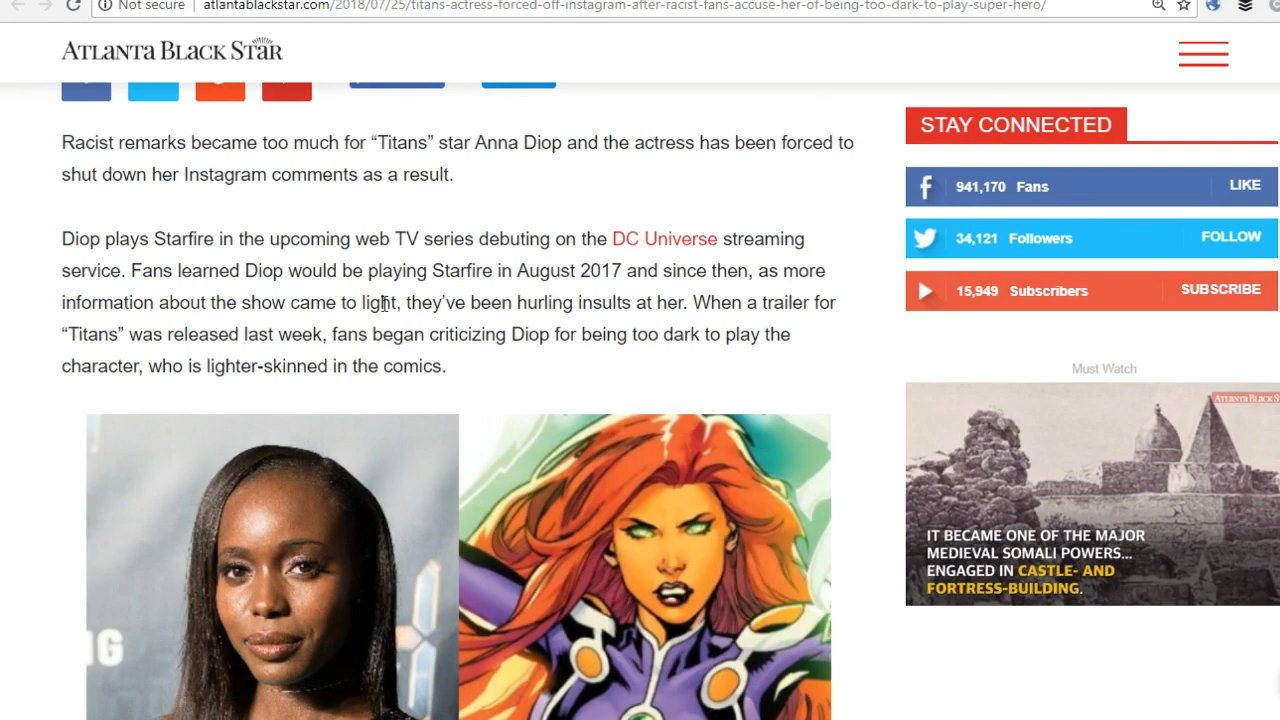 Not secure
atlantablackstar.com/2018/07/25/titans-actress-forced-off-instagram-after-racist-fans-accuse-her-of-being-too-dark-to-play-super-hero/
ATLANTA BLACK STAR
Racist remarks became too much for “Titans” star Anna Diop and the actress has been forced to
shut down her Instagram comments as a result.
Diop plays Starfire in the upcoming web TV series debuting on the DC Universe streaming
service. Fans learned Diop would be playing Starfire in August 2017 and since then, as more
information about the show came to light, they’ve been hurling insults at her. When a trailer for
“Titans” was released last week, fans began criticizing Diop for being too dark to play the
character, who is lighter-skinned in the comics.
NG
STAY CONNECTED
941,170 Fans LIKE
34,121 Followers FOLLOW
15,949 Subscribers SUBSCRIBE
Must Watch
ATLANTA BLACK S
IT BECAME ONE OF THE MAJOR
MEDIEVAL SOMALI POWERS...
ENGAGED IN CASTLE- AND
FORTRESS-BUILDING.